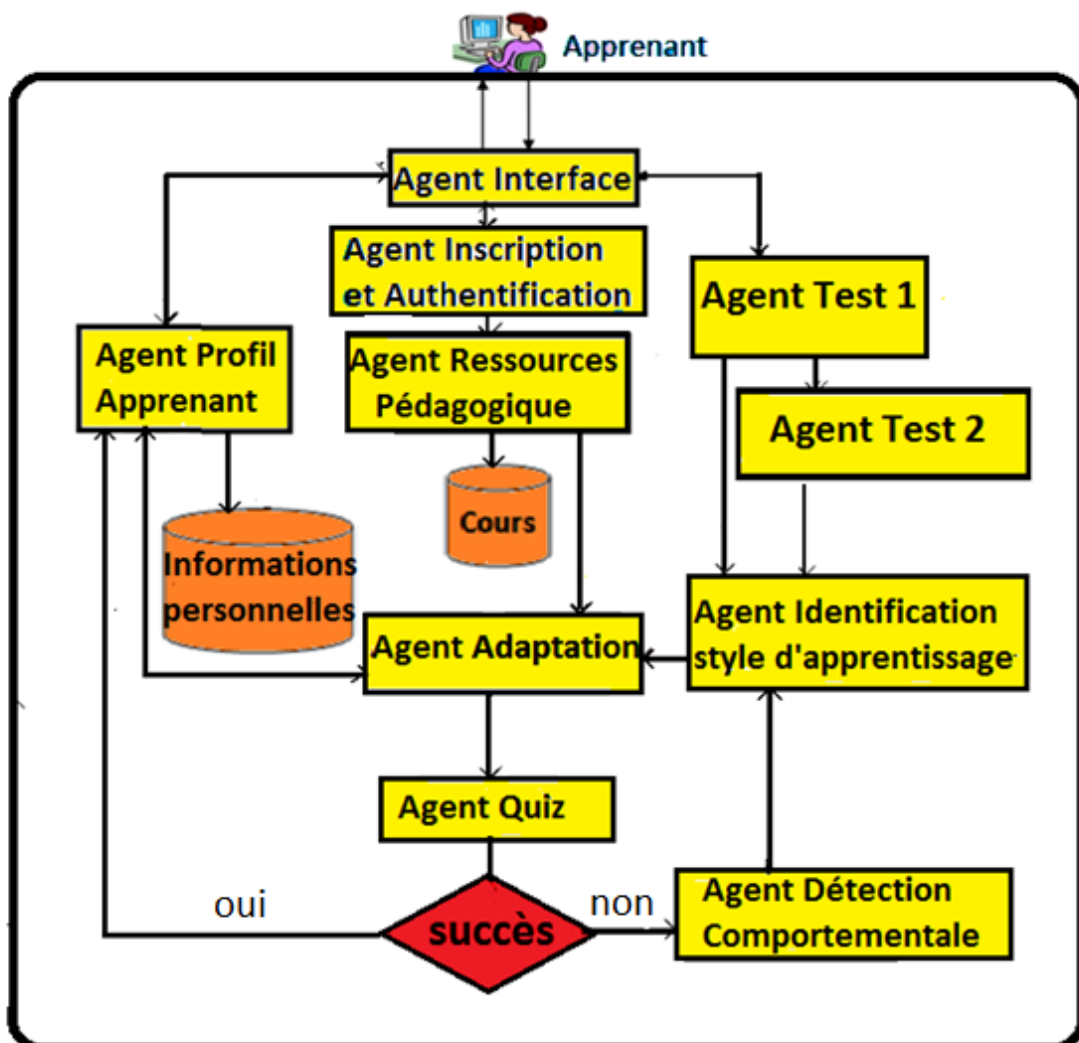 Apprenant
Agent Interface
Agent Inscription
et Authentification
Agent Test 1
Agent Profil
Apprenant
Agent Ressources
Pédagogique
Agent Test 2
Cours
Informations
personnelles
Agent Adaptation
Agent Identification
style d'apprentissage
Agent Quiz
oui
succès
non
Agent Détection
Comportementale